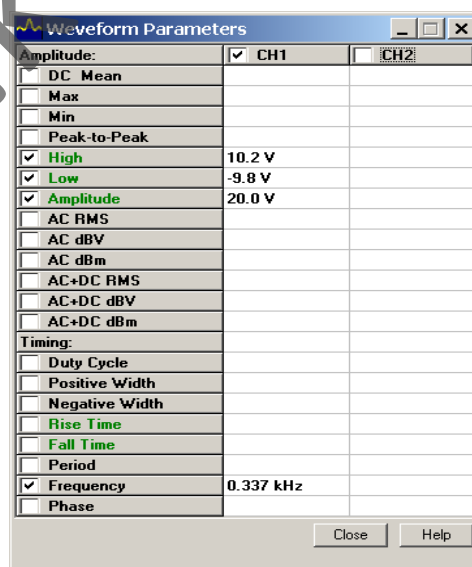 Weveform Parameters
Amplitude: CH1 CH2
DC Mean
Max
Min
Peak-to-Peak
High 10.2 V
Low -9.8 V
Amplitude 20.0 V
AC RMS
AC dBV
AC dBm
AC+DC RMS
AC+DC dBV
AC+DC dBm
Timing:
Duty Cycle
Positive Width
Negative Width
Rise Time
Fall Time
Period
Frequency 0.337 kHz
Phase
Close Help